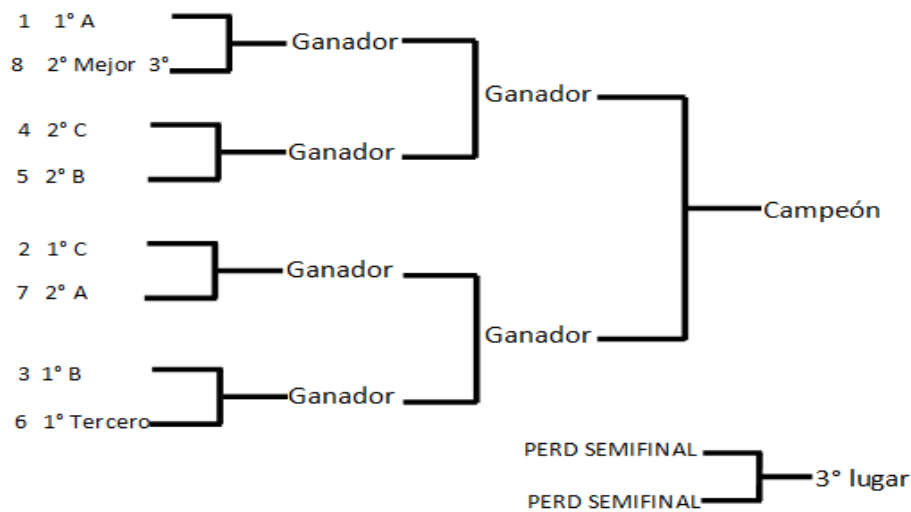 1 1° A
8 2° Mejor 3°
Ganador
4 2° C
5 2° B
Ganador
Ganador
2 1° C
7 2° A
Ganador
3 1° B
6 1° Tercero
Ganador
Ganador
Campeón
PERD SEMIFINAL
PERD SEMIFINAL
3° lugar